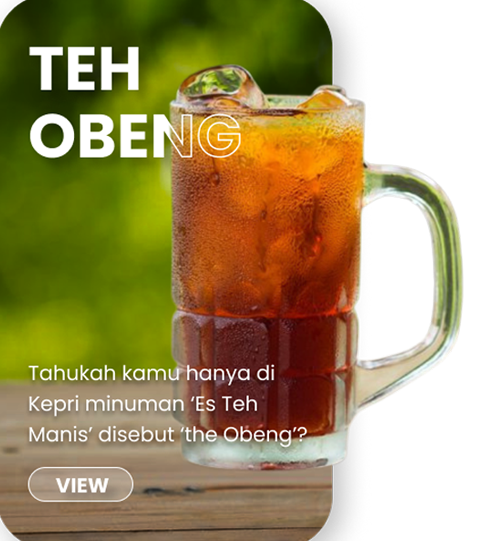 TEH
OBENG
Tahukah kamu hanya di
Kepri minuman ‘Es Teh
Manis’ disebut ‘the Obeng’?
VIEW